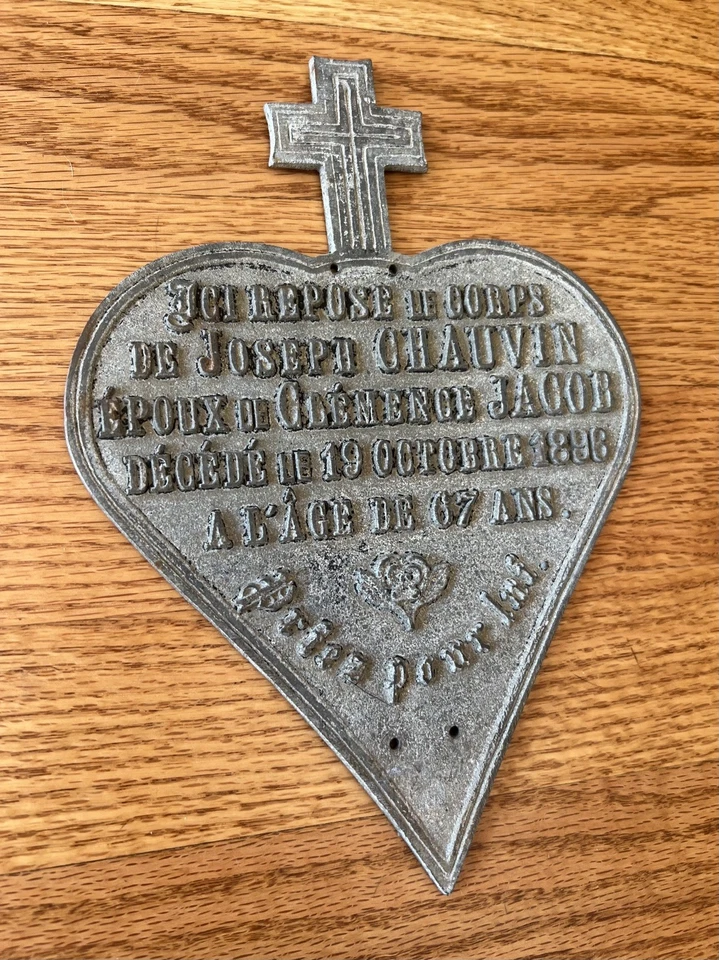 ICI REPOSE LE CORPS
DE JOSEPH CHAUVIN
ÉPOUX DE CLÉMENCE JACOB
DÉCÉDÉ LE 19 OCTOBRE 1896
A L'ÂGE DE 67 ANS.
Priez pour lui.